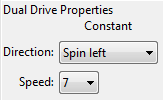 Dual Drive Properties
Constant
Direction: Spin left
Speed: 7